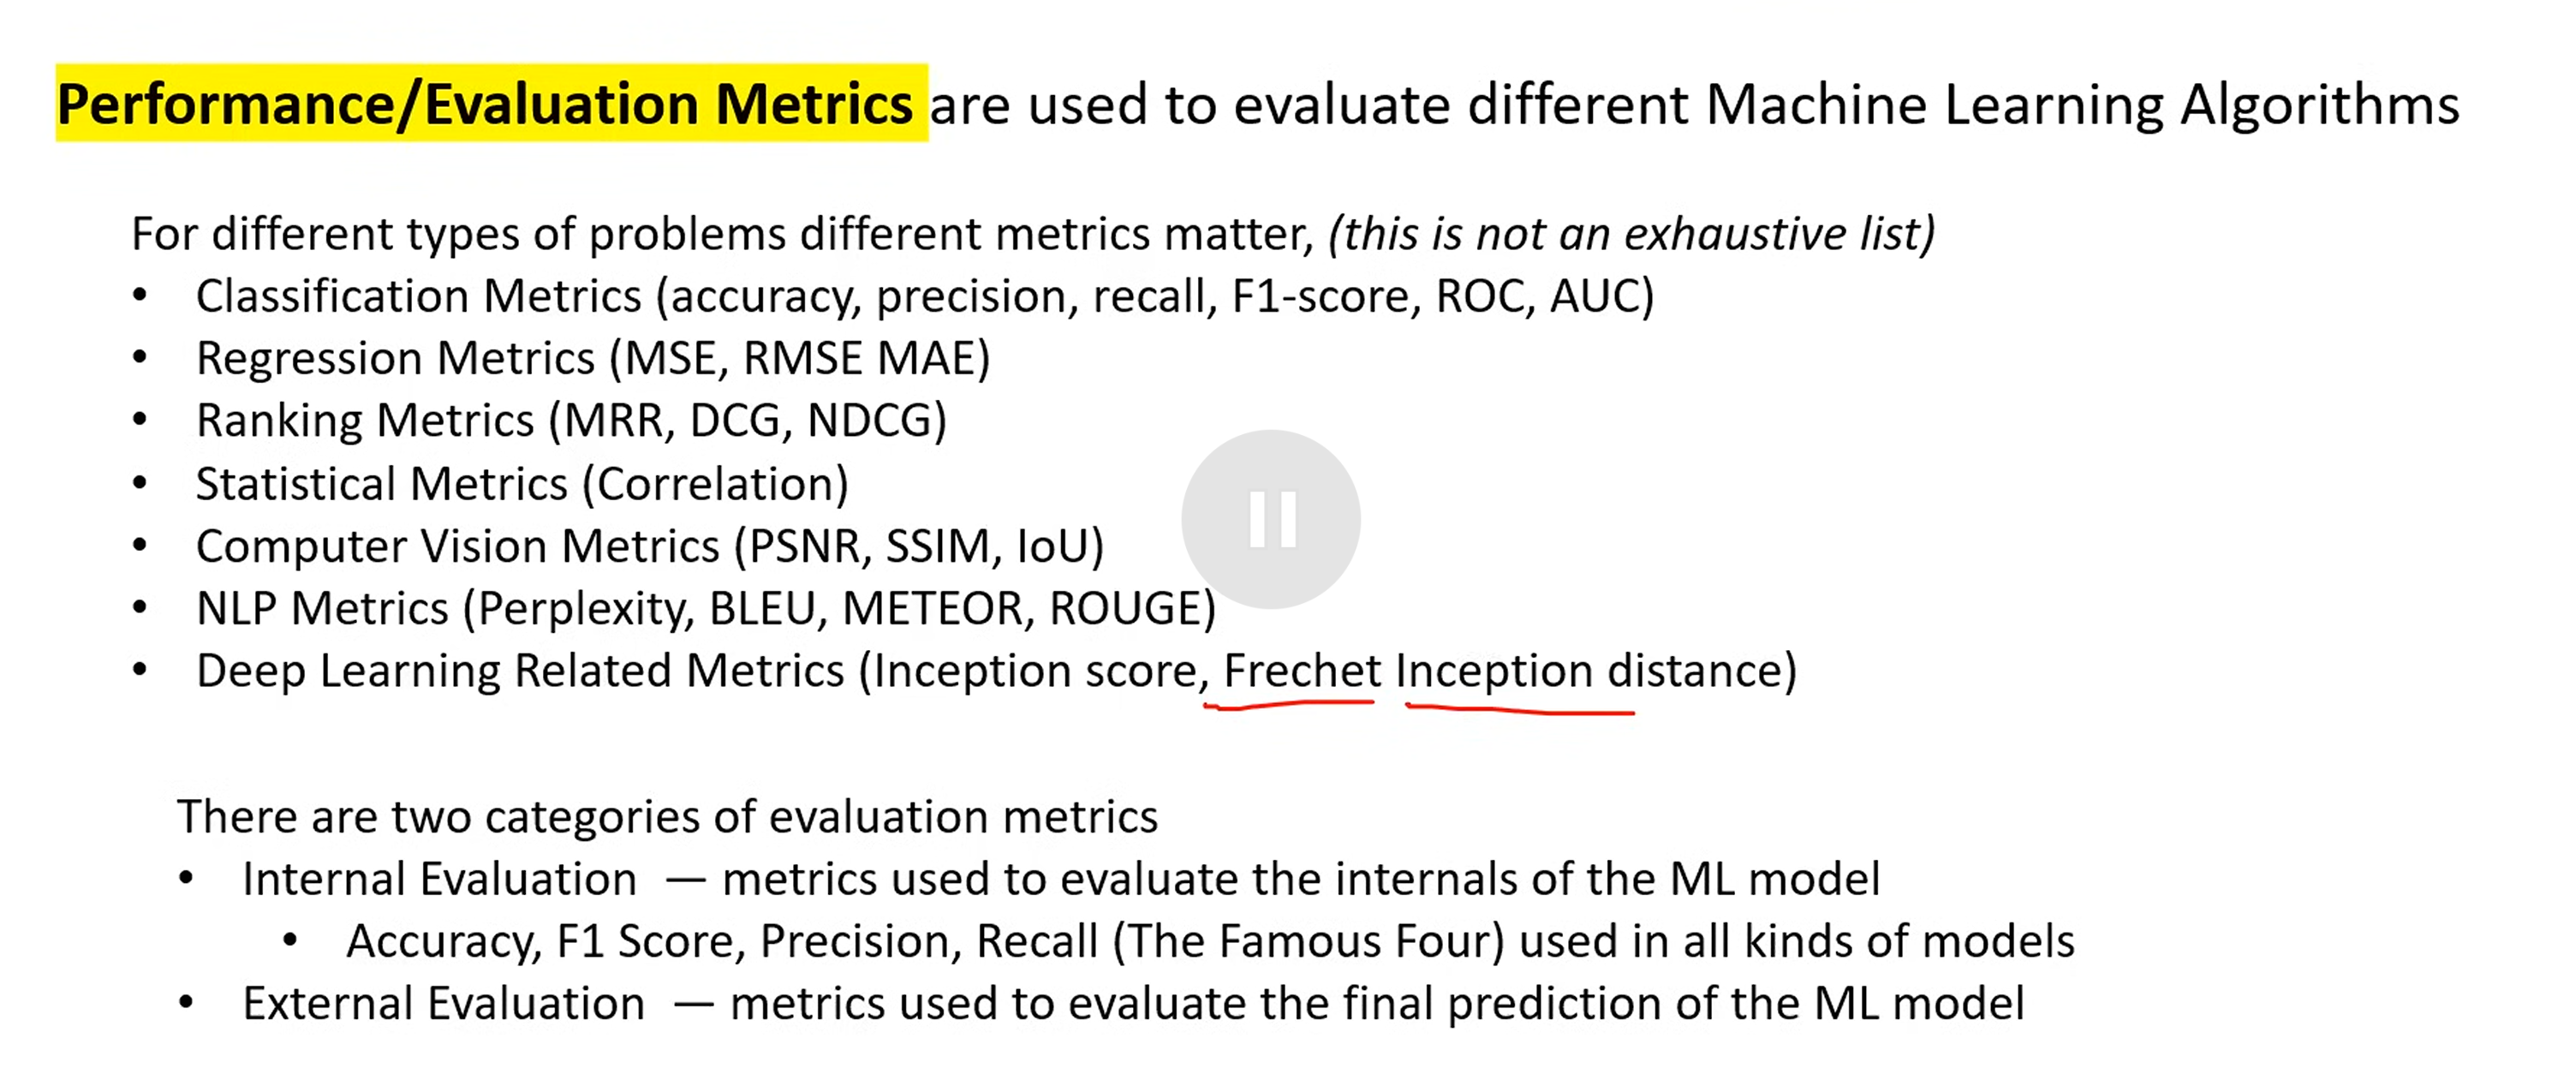 Performance/Evaluation Metrics are used to evaluate different Machine Learning Algorithms
For different types of problems different metrics matter, (this is not an exhaustive list)
• Classification Metrics (accuracy, precision, recall, F1-score, ROC, AUC)
• Regression Metrics (MSE, RMSE MAE)
• Ranking Metrics (MRR, DCG, NDCG)
• Statistical Metrics (Correlation)
• Computer Vision Metrics (PSNR, SSIM, IoU)
• NLP Metrics (Perplexity, BLEU, METEOR, ROUGE)
• Deep Learning Related Metrics (Inception score, Frechet Inception distance)
There are two categories of evaluation metrics
• Internal Evaluation — metrics used to evaluate the internals of the ML model
• Accuracy, F1 Score, Precision, Recall (The Famous Four) used in all kinds of models
• External Evaluation — metrics used to evaluate the final prediction of the ML model